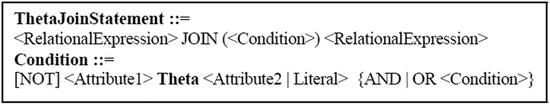 ThetaJoinStatement ::=
<RelationalExpression> JOIN (<Condition>) <RelationalExpression>
Condition ::=
[NOT] <Attribute1> Theta <Attribute2 | Literal> {AND | OR <Condition>}